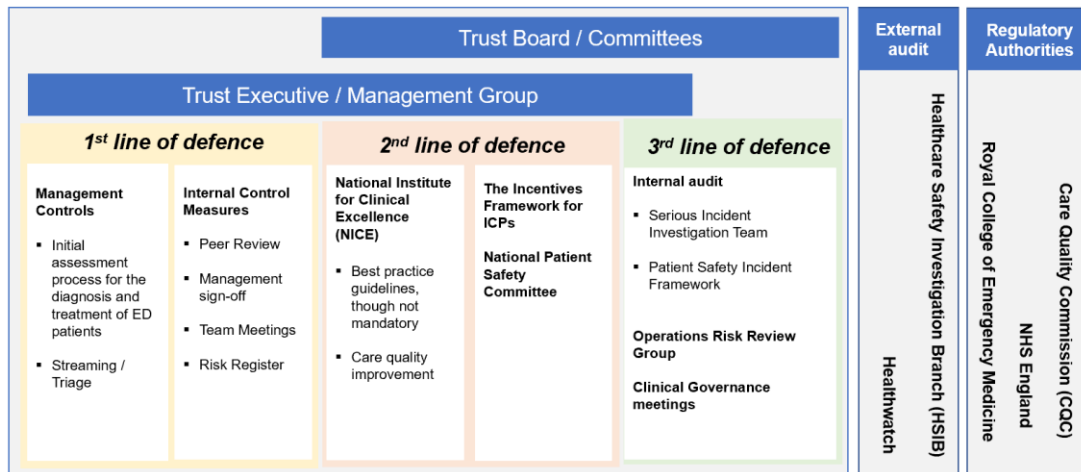 Trust Board / Committees
Trust Executive / Management Group
1st line of defence
Management
Controls
▪ Initial
assessment
process for the
diagnosis and
treatment of ED
patients
▪ Streaming /
Triage
Internal Control
Measures
▪ Peer Review
▪ Management
sign-off
▪ Team Meetings
▪ Risk Register
2nd line of defence
National Institute
for Clinical
Excellence
(NICE)
▪ Best practice
guidelines,
though not
mandatory
▪ Care quality
improvement
The Incentives
Framework for
ICPs
National Patient
Safety
Committee
3rd line of defence
Internal audit
▪ Serious Incident
Investigation Team
▪ Patient Safety Incident
Framework
Operations Risk Review
Group
Clinical Governance
meetings
External
audit
Healthwatch
Healthcare Safety Investigation Branch (HSIB)
Regulatory
Authorities
Royal College of Emergency Medicine
NHS England
Care Quality Commission (CQC)